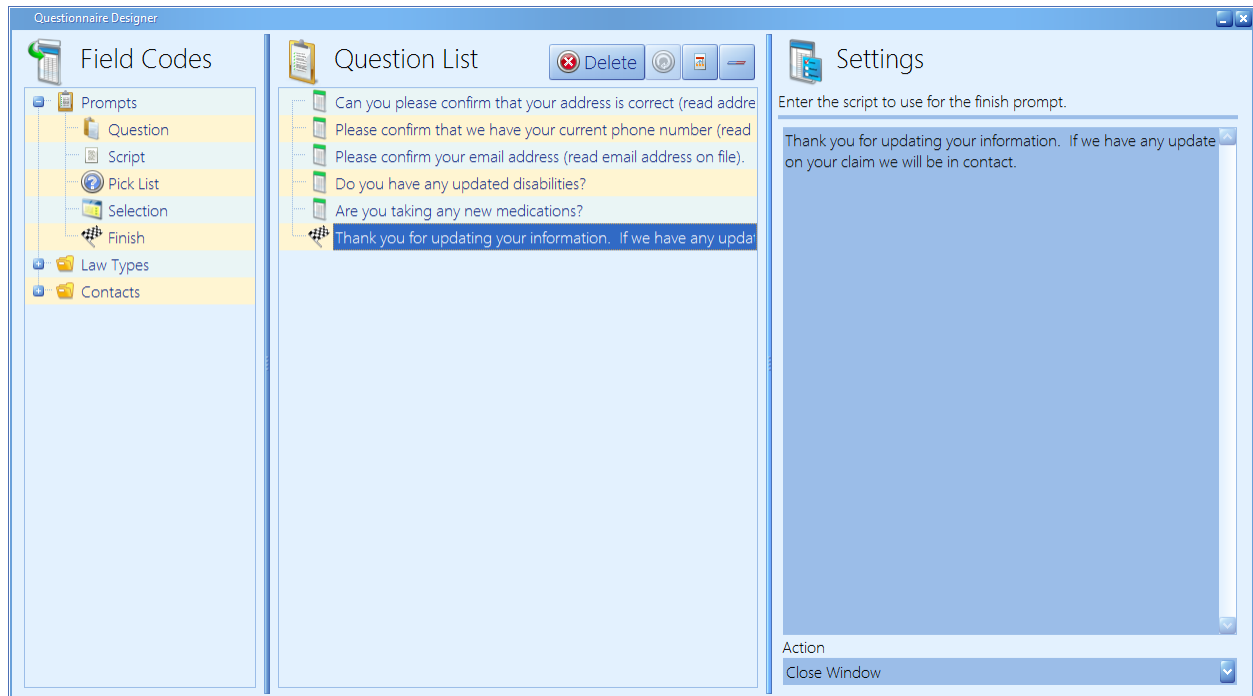 Questionnaire Designer
Field Codes
Prompts
Question
Script
Pick List
Selection
Finish
Law Types
Contacts
Question List
Delete
Can you please confirm that your address is correct (read addre
Please confirm that we have your current phone number (read
Please confirm your email address (read email address on file).
Do you have any updated disabilities?
Are you taking any new medications?
Thank you for updating your information.  If we have any updat
Settings
Enter the script to use for the finish prompt.
Thank you for updating your information.  If we have any update
on your claim we will be in contact.
Action
Close Window